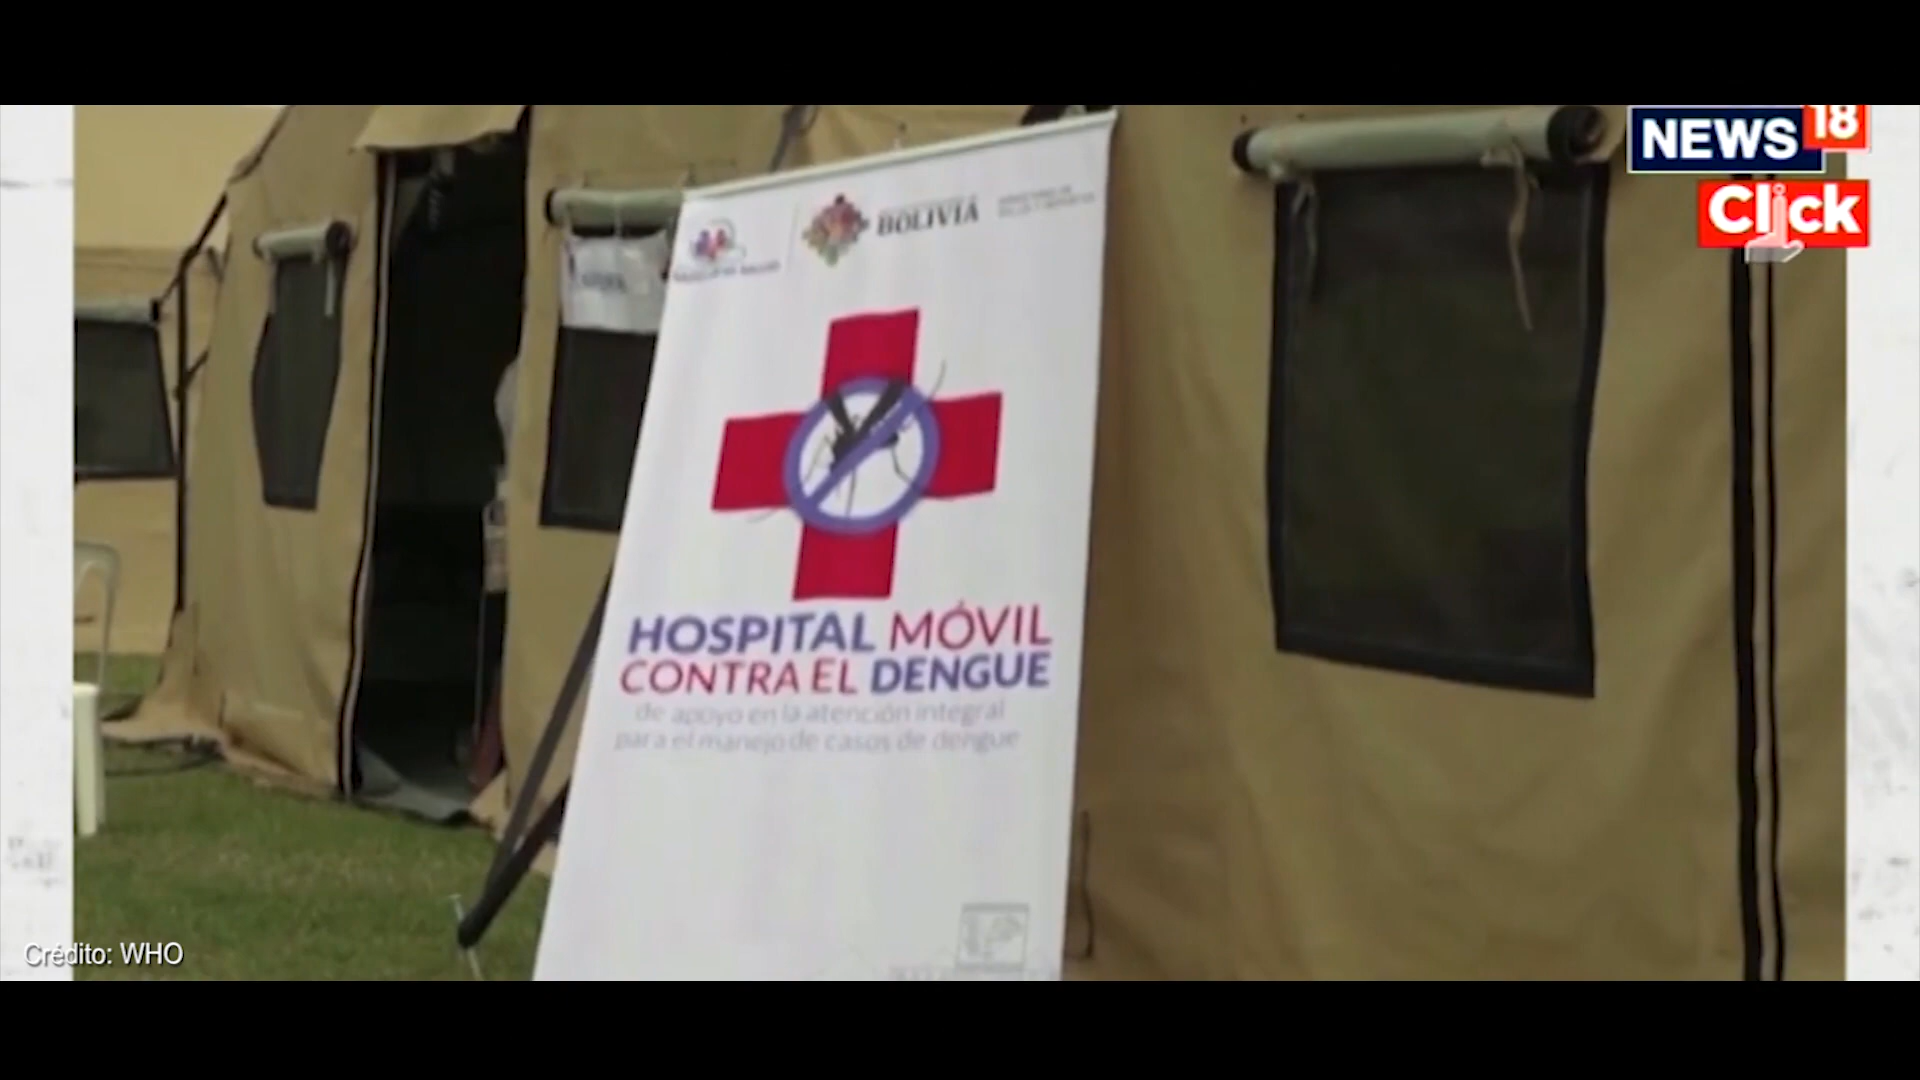 NEWS 18
Click
BOLIVIA
HOSPITAL MÓVIL
CONTRA EL DENGUE
de apoyo en la atención integral
para el manejo de casos de dengue
Crédito: WHO